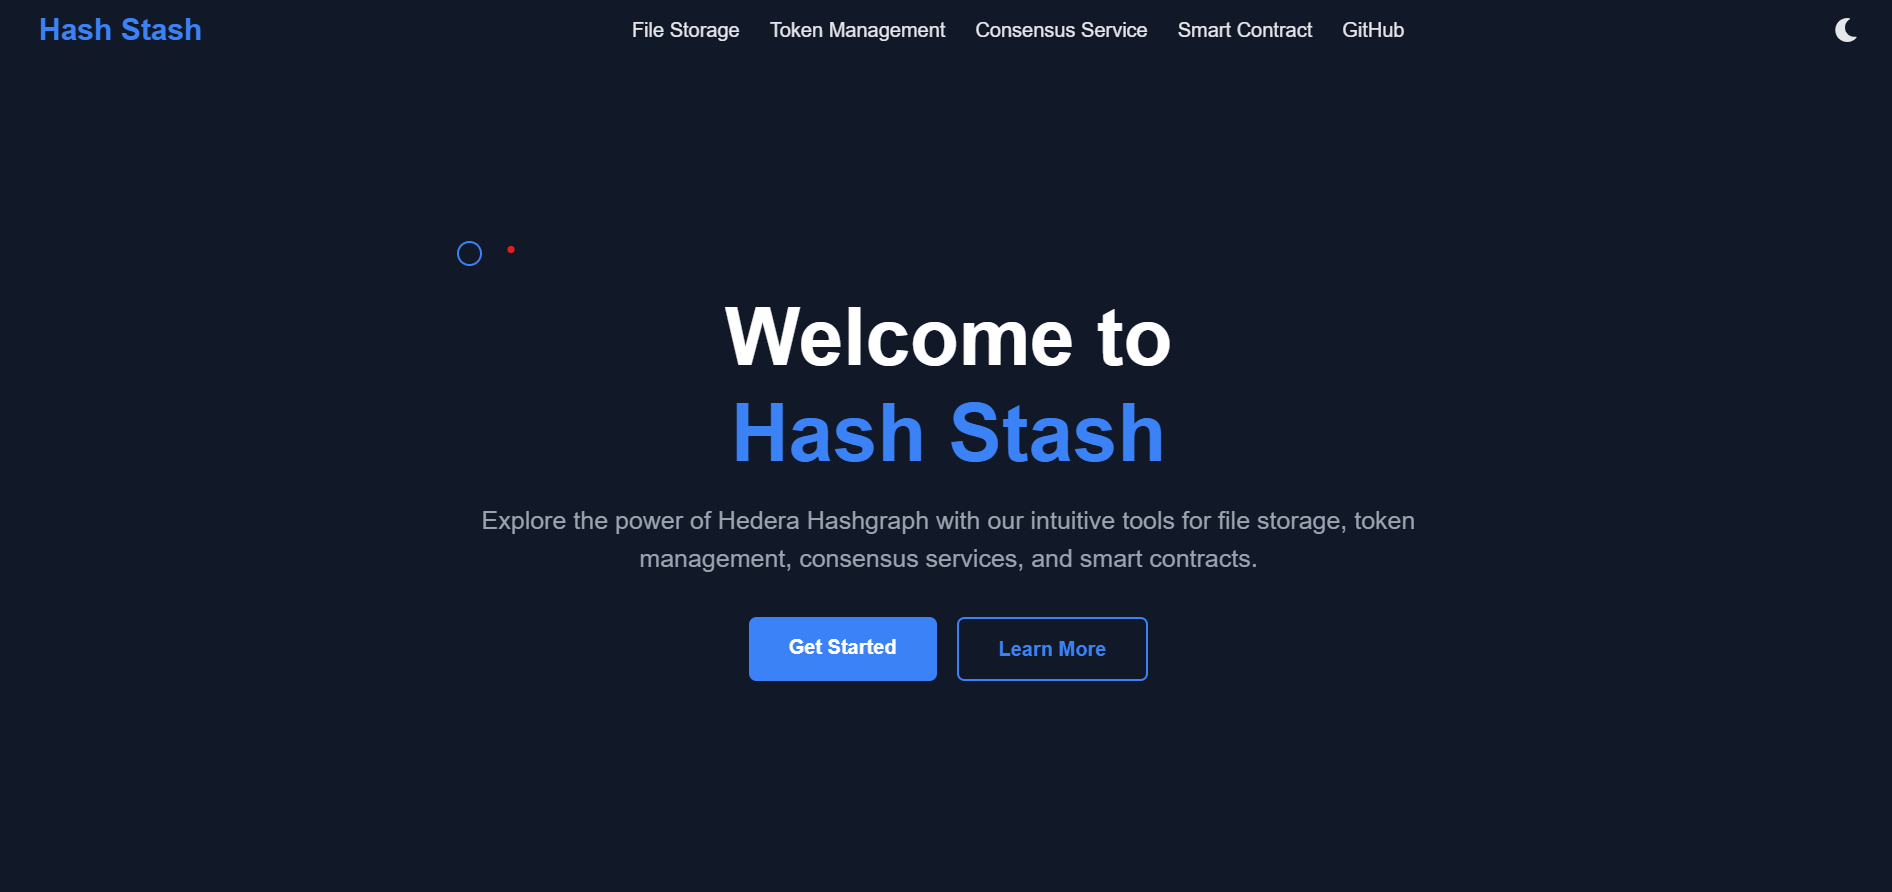 Hash Stash
File Storage Token Management Consensus Service Smart Contract GitHub
Welcome to
Hash Stash
Explore the power of Hedera Hashgraph with our intuitive tools for file storage, token
management, consensus services, and smart contracts.
Get Started
Learn More